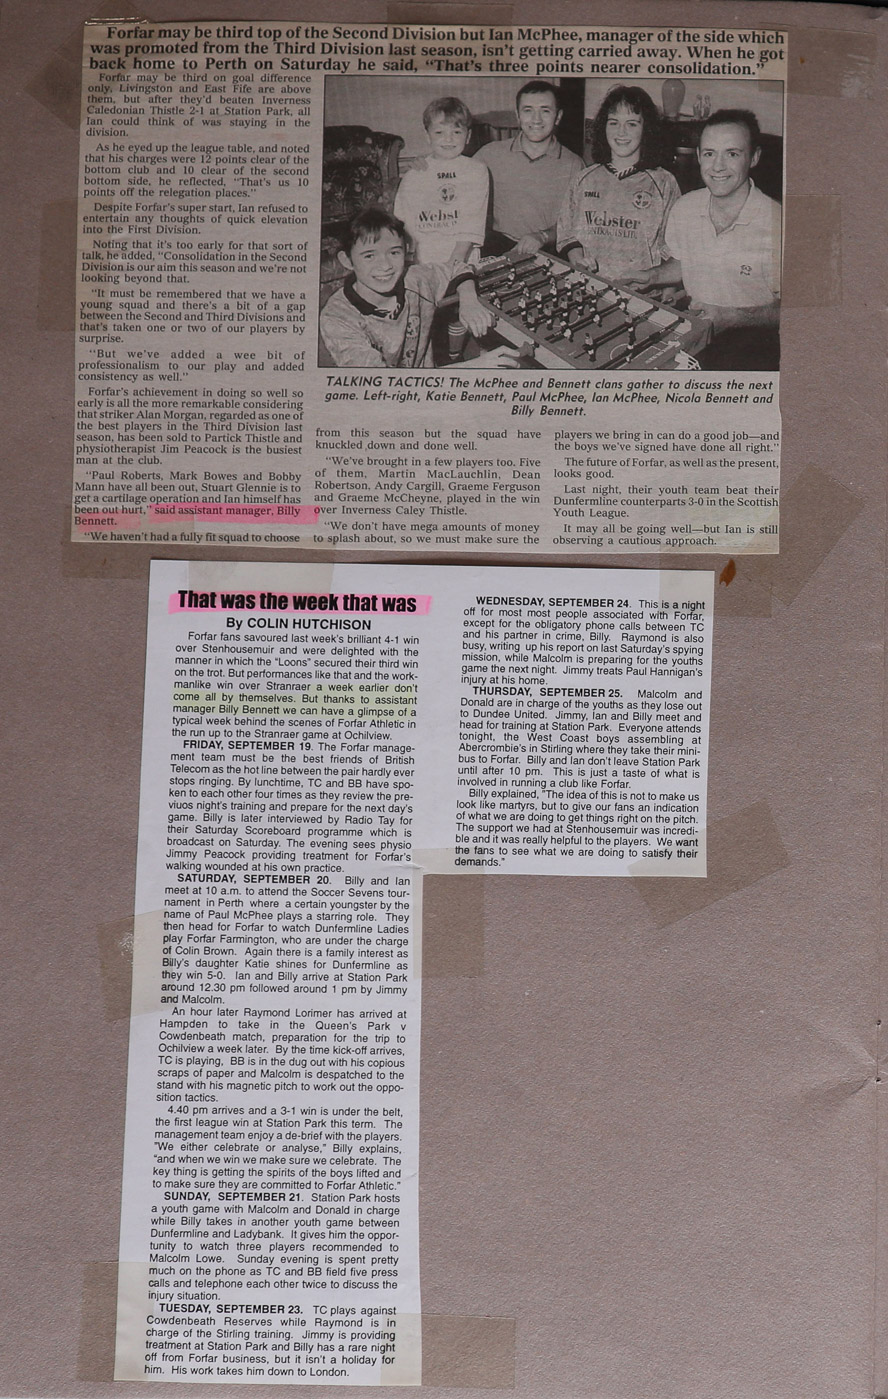 Forfar may be third top of the Second Division but Ian McPhee, manager of the side which
was promoted from the Third Division last season, isn't getting carried away. When he got
back home to Perth on Saturday he said, "That's three points nearer consolidation."
Forfar may be third on goal difference
only, Livingston and East Fife are above
them, but after they'd beaten Inverness
Caledonian Thistle 2-1 at Station Park, all
Ian could think of was staying in the
division.
As he eyed up the league table, and noted
that his charges were 12 points clear of the
bottom club and 10 clear of the second
bottom side, he reflected, "That's us 10
points off the relegation places."
Despite Forfar's super start, Ian refused to
entertain any thoughts of quick elevation
into the First Division.
Noting that it's too early for that sort of
talk, he added, "Consolidation in the Second
Division is our aim this season and we're not
looking beyond that.
"It must be remembered that we have a
young squad and there's a bit of a gap
between the Second and Third Divisions and
that's taken one or two of our players by
surprise.
"But we've added a wee bit of
professionalism to our play and added
consistency as well."
Forfar's achievement in doing so well so
early is all the more remarkable considering
that striker Alan Morgan, regarded as one of
the best players in the Third Division last
season, has been sold to Partick Thistle and
physiotherapist Jim Peacock is the busiest
man at the club.
"Paul Roberts, Mark Bowes and Bobby
Mann have all been out, Stuart Glennie is to
get a cartilage operation and Ian himself has
been out hurt," said assistant manager, Billy
Bennett.
"We haven't had a fully fit squad to choose
SPALL
Webst
SPALL
Webster
TALKING TACTICS! The McPhee and Bennett clans gather to discuss the next
game. Left-right, Katie Bennett, Paul McPhee, Ian McPhee, Nicola Bennett and
Billy Bennett.
from this season but the squad have
knuckled down and done well.
"We've brought in a few players too. Five
of them, Martin MacLauchlin, Dean
Robertson, Andy Cargill, Graeme Ferguson
and Graeme McCheyne, played in the win
over Inverness Caley Thistle.
"We don't have mega amounts of money
to splash about, so we must make sure the
players we bring in can do a good job—and
the boys we've signed have done all right."
The future of Forfar, as well as the present,
looks good.
Last night, their youth team beat their
Dunfermline counterparts 3-0 in the Scottish
Youth League.
It may all be going well—but Ian is still
observing a cautious approach.
That was the week that was
By COLIN HUTCHISON
Forfar fans savoured last week's brilliant 4-1 win
over Stenhousemuir and were delighted with the
manner in which the "Loons" secured their third win
on the trot. But performances like that and the work-
manlike win over Stranraer a week earlier don't
come all by themselves. But thanks to assistant
manager Billy Bennett we can have a glimpse of a
typical week behind the scenes of Forfar Athletic in
the run up to the Stranraer game at Ochilview.
FRIDAY, SEPTEMBER 19. The Forfar manage-
ment team must be the best friends of British
Telecom as the hot line between the pair hardly ever
stops ringing. By lunchtime, TC and BB have spo-
ken to each other four times as they review the pre-
viuos night's training and prepare for the next day's
game. Billy is later interviewed by Radio Tay for
their Saturday Scoreboard programme which is
broadcast on Saturday. The evening sees physio
Jimmy Peacock providing treatment for Forfar's
walking wounded at his own practice.
SATURDAY, SEPTEMBER 20. Billy and Ian
meet at 10 a.m. to attend the Soccer Sevens tour-
nament in Perth where a certain youngster by the
name of Paul McPhee plays a starring role. They
then head for Forfar to watch Dunfermline Ladies
play Forfar Farmington, who are under the charge
of Colin Brown. Again there is a family interest as
Billy's daughter Katie shines for Dunfermline as
they win 5-0. Ian and Billy arrive at Station Park
around 12.30 pm followed around 1 pm by Jimmy
and Malcolm.
An hour later Raymond Lorimer has arrived at
Hampden to take in the Queen's Park v
Cowdenbeath match, preparation for the trip to
Ochilview a week later. By the time kick-off arrives,
TC is playing, BB is in the dug out with his copious
scraps of paper and Malcolm is despatched to the
stand with his magnetic pitch to work out the oppo-
sition tactics.
4.40 pm arrives and a 3-1 win is under the belt,
the first league win at Station Park this term. The
management team enjoy a de-brief with the players.
"We either celebrate or analyse," Billy explains,
"and when we win we make sure we celebrate. The
key thing is getting the spirits of the boys lifted and
to make sure they are committed to Forfar Athletic."
SUNDAY, SEPTEMBER 21. Station Park hosts
a youth game with Malcolm and Donald in charge
while Billy takes in another youth game between
Dunfermline and Ladybank. It gives him the oppor-
tunity to watch three players recommended to
Malcolm Lowe. Sunday evening is spent pretty
much on the phone as TC and BB field five press
calls and telephone each other twice to discuss the
injury situation.
TUESDAY, SEPTEMBER 23. TC plays against
Cowdenbeath Reserves while Raymond is in
charge of the Stirling training. Jimmy is providing
treatment at Station Park and Billy has a rare night
off from Forfar business, but it isn't a holiday for
him. His work takes him down to London.
WEDNESDAY, SEPTEMBER 24. This is a night
off for most most people associated with Forfar,
except for the obligatory phone calls between TC
and his partner in crime, Billy. Raymond is also
busy, writing up his report on last Saturday's spying
mission, while Malcolm is preparing for the youths
game the next night. Jimmy treats Paul Hannigan's
injury at his home.
THURSDAY, SEPTEMBER 25. Malcolm and
Donald are in charge of the youths as they lose out
to Dundee United. Jimmy, Ian and Billy meet and
head for training at Station Park. Everyone attends
tonight, the West Coast boys assembling at
Abercrombie's in Stirling where they take their mini-
bus to Forfar. Billy and Ian don't leave Station Park
until after 10 pm. This is just a taste of what is
involved in running a club like Forfar.
Billy explained, "The idea of this is not to make us
look like martyrs, but to give our fans an indication
of what we are doing to get things right on the pitch.
The support we had at Stenhousemuir was incredi-
ble and it was really helpful to the players. We want
the fans to see what we are doing to satisfy their
demands."